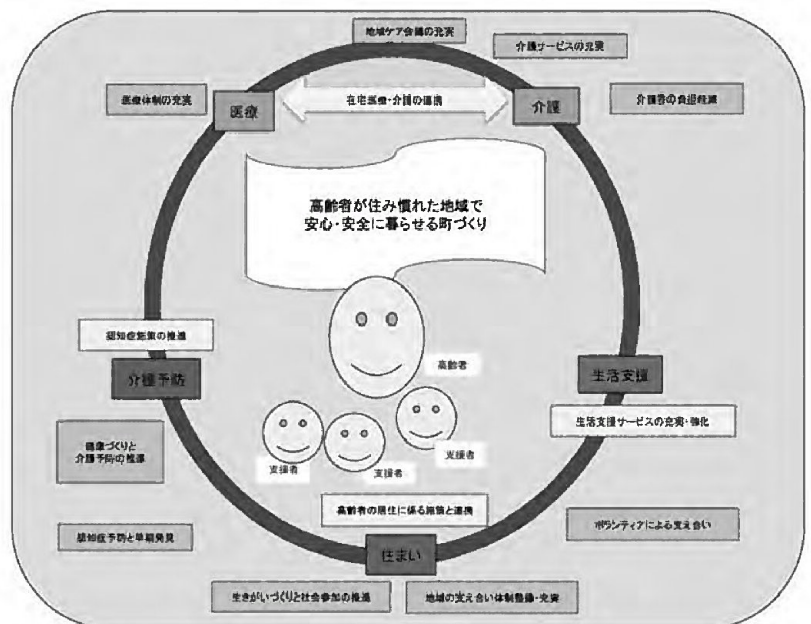 地域ケア会議の充実
介護サービスの充実
医療体制の充実
医療
在宅医療・介護の連携
介護
介護者の負担軽減
高齢者が住み慣れた地域で
安心・安全に暮らせる町づくり
認知症施策の推進
介護予防
高齢者
生活支援
生活支援サービスの充実・強化
健康づくりと
介護予防の推進
支援者
支援者
支援者
高齢者の居住に係る施策と連携
ボランティアによる支え合い
認知症予防と早期発見
住まい
生きがいづくりと社会参加の推進
地域の支え合い体制整備・充実